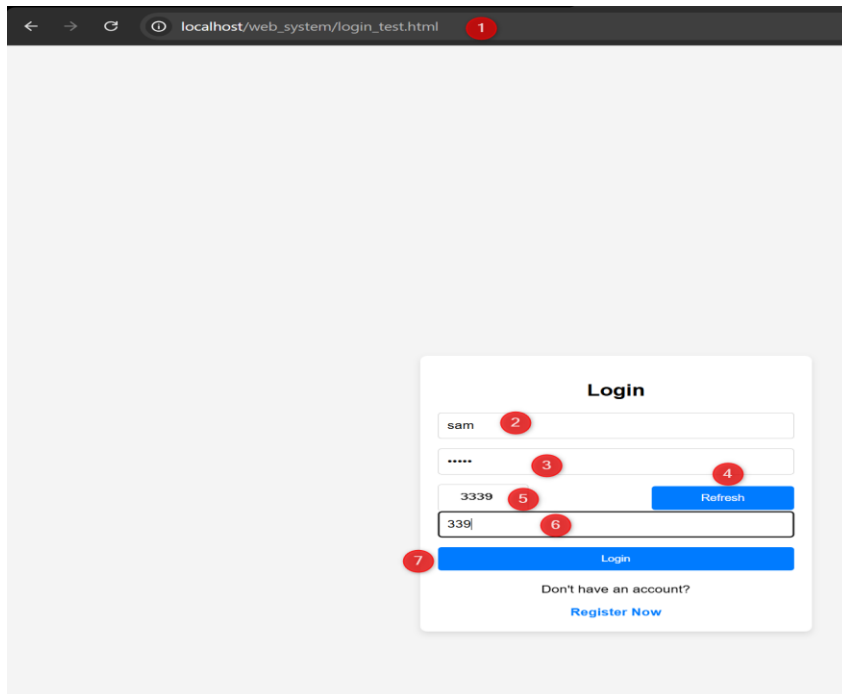 localhost/web_system/login_test.html 1
Login
sam 2
••••• 3
4
3339 5 Refresh
339 6
7 Login
Don't have an account?
Register Now